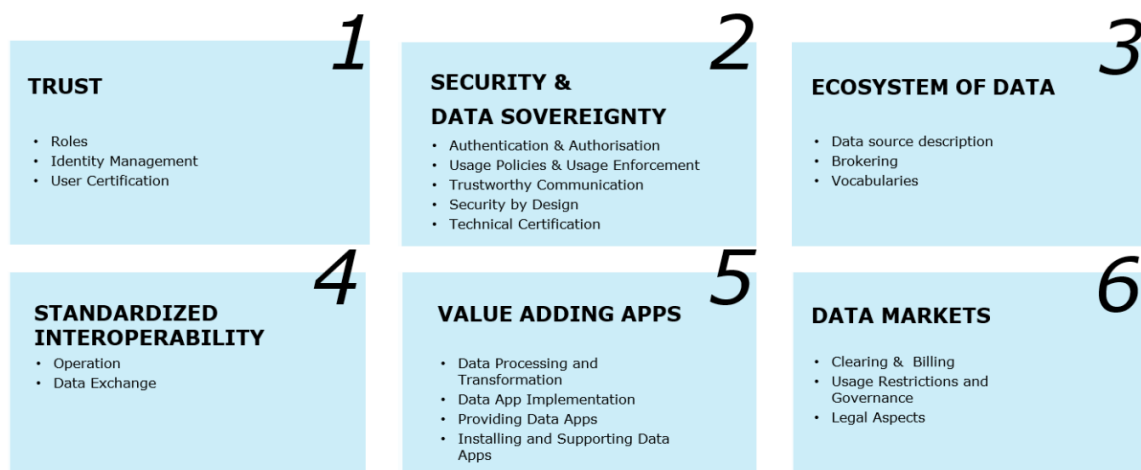 1
TRUST
• Roles
• Identity Management
• User Certification
2
SECURITY &
DATA SOVEREIGNTY
• Authentication & Authorisation
• Usage Policies & Usage Enforcement
• Trustworthy Communication
• Security by Design
• Technical Certification
3
ECOSYSTEM OF DATA
• Data source description
• Brokering
• Vocabularies
4
STANDARDIZED
INTEROPERABILITY
• Operation
• Data Exchange
5
VALUE ADDING APPS
• Data Processing and
Transformation
• Data App Implementation
• Providing Data Apps
• Installing and Supporting Data
Apps
6
DATA MARKETS
• Clearing & Billing
• Usage Restrictions and
Governance
• Legal Aspects